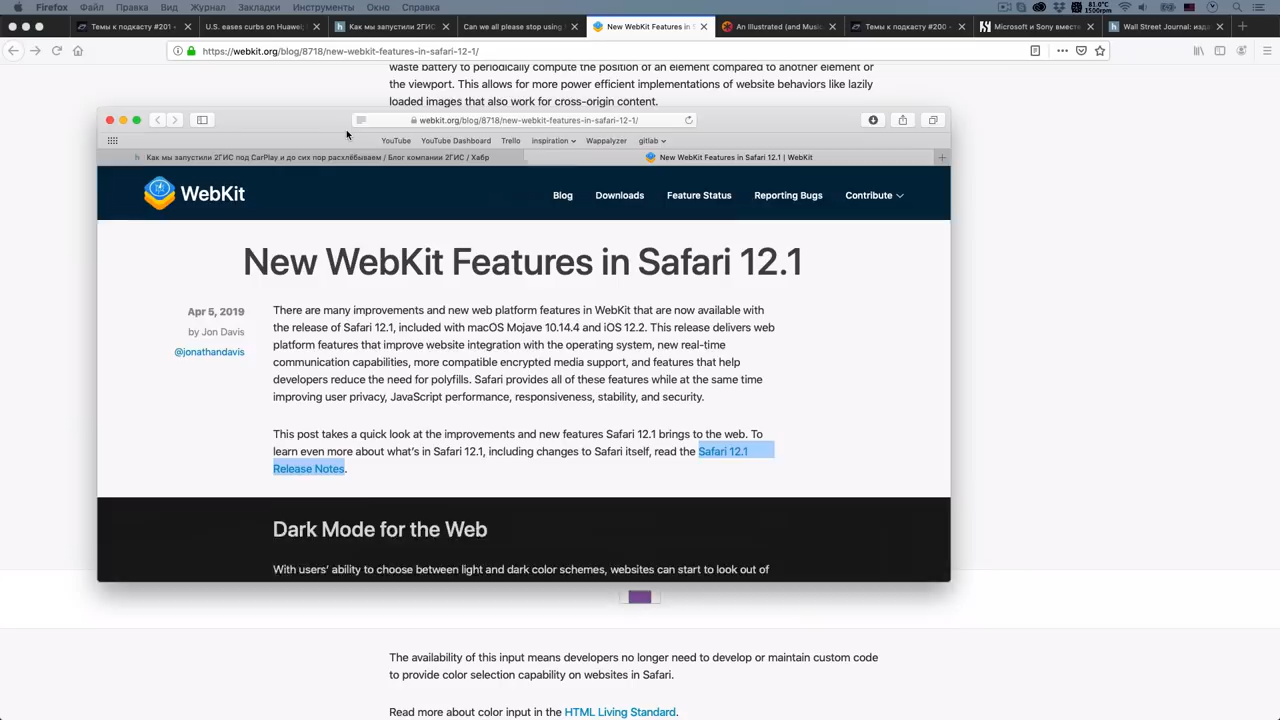 Firefox Файл Правка Вид Журнал Закладки Инструменты Окно Справка
Темы к подкасту #201 -
U.S. eases curbs on Huawei;
Как мы запустили 2ГИС
Can we all please stop using
New WebKit Features in S
An Illustrated (and Music
Темы к подкасту #200 -
Microsoft и Sony вместе
Wall Street Journal: изда
https://webkit.org/blog/8718/new-webkit-features-in-safari-12-1/
waste battery to periodically compute the position of an element compared to another element or
the viewport. This allows for more power efficient implementations of website behaviors like lazily
loaded images that also work for cross-origin content.
webkit.org/blog/8718/new-webkit-features-in-safari-12-1/
YouTube YouTube Dashboard Trello inspiration Wappalyzer gitlab
Как мы запустили 2ГИС под CarPlay и до сих пор расхлёбываем / Блог компании 2ГИС / Хабр
New WebKit Features in Safari 12.1 | WebKit
WebKit
Blog Downloads Feature Status Reporting Bugs Contribute
New WebKit Features in Safari 12.1
Apr 5, 2019
by Jon Davis
@jonathandavis
There are many improvements and new web platform features in WebKit that are now available with
the release of Safari 12.1, included with macOS Mojave 10.14.4 and iOS 12.2. This release delivers web
platform features that improve website integration with the operating system, new real-time
communication capabilities, more compatible encrypted media support, and features that help
developers reduce the need for polyfills. Safari provides all of these features while at the same time
improving user privacy, JavaScript performance, responsiveness, stability, and security.
This post takes a quick look at the improvements and new features Safari 12.1 brings to the web. To
learn even more about what's in Safari 12.1, including changes to Safari itself, read the Safari 12.1
Release Notes.
Dark Mode for the Web
With users' ability to choose between light and dark color schemes, websites can start to look out of
The availability of this input means developers no longer need to develop or maintain custom code
to provide color selection capability on websites in Safari.
Read more about color input in the HTML Living Standard.